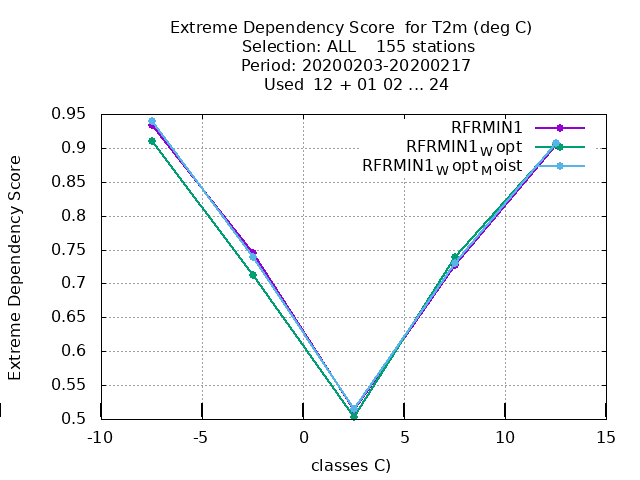 Extreme Dependency Score  for T2m (deg C)
Selection: ALL    155 stations
Period: 20200203-20200217
Used  12 + 01 02 ... 24
0.95
0.9
0.85
0.8
0.75
0.7
0.65
0.6
0.55
0.5
-10
-5
0
5
10
15
Extreme Dependency Score
classes C)
RFRMIN1
RFRMIN1Wopt
RFRMIN1WoptMoist